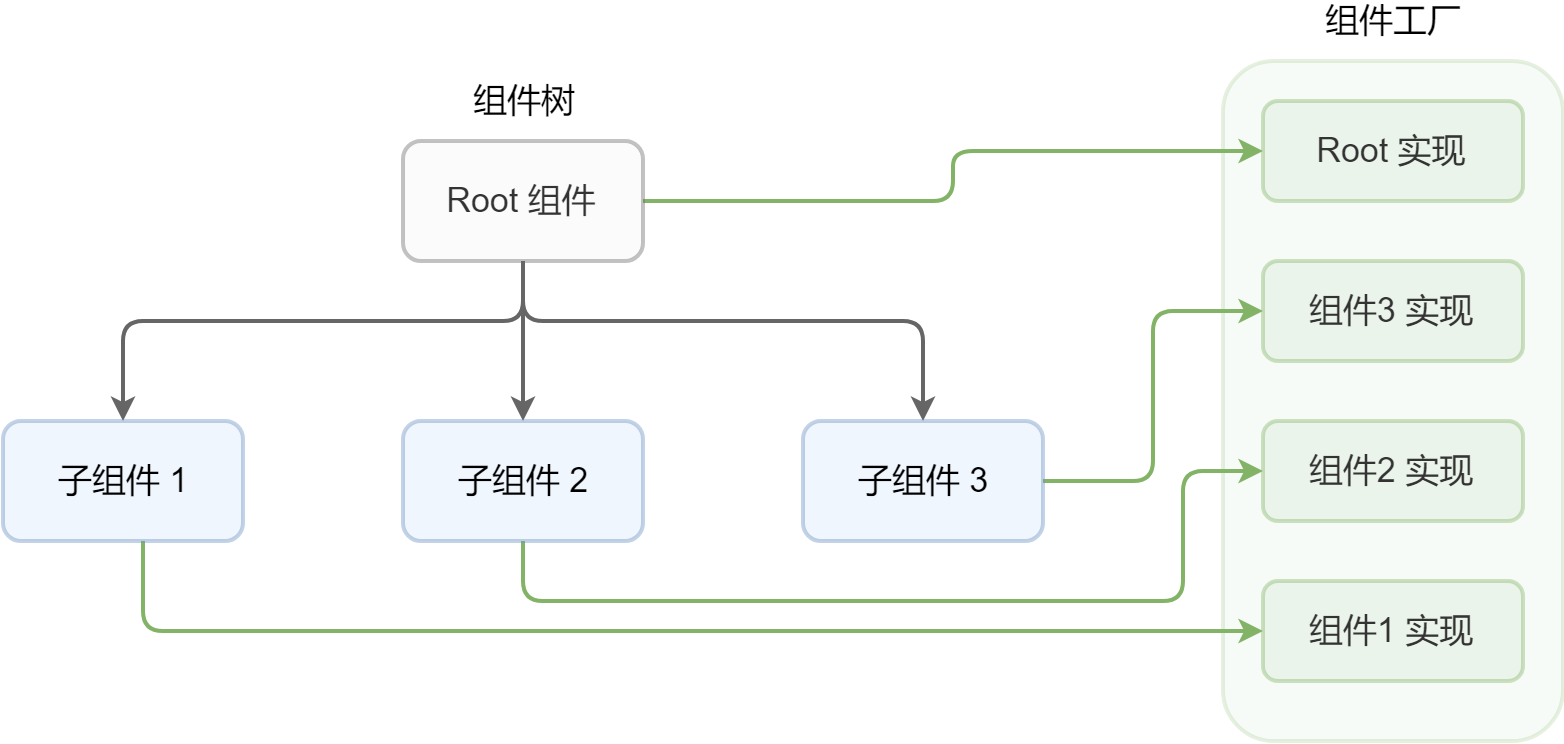 组件工厂
组件树
Root 实现
Root 组件
组件3 实现
子组件 1
子组件 2
子组件 3
组件2 实现
组件1 实现